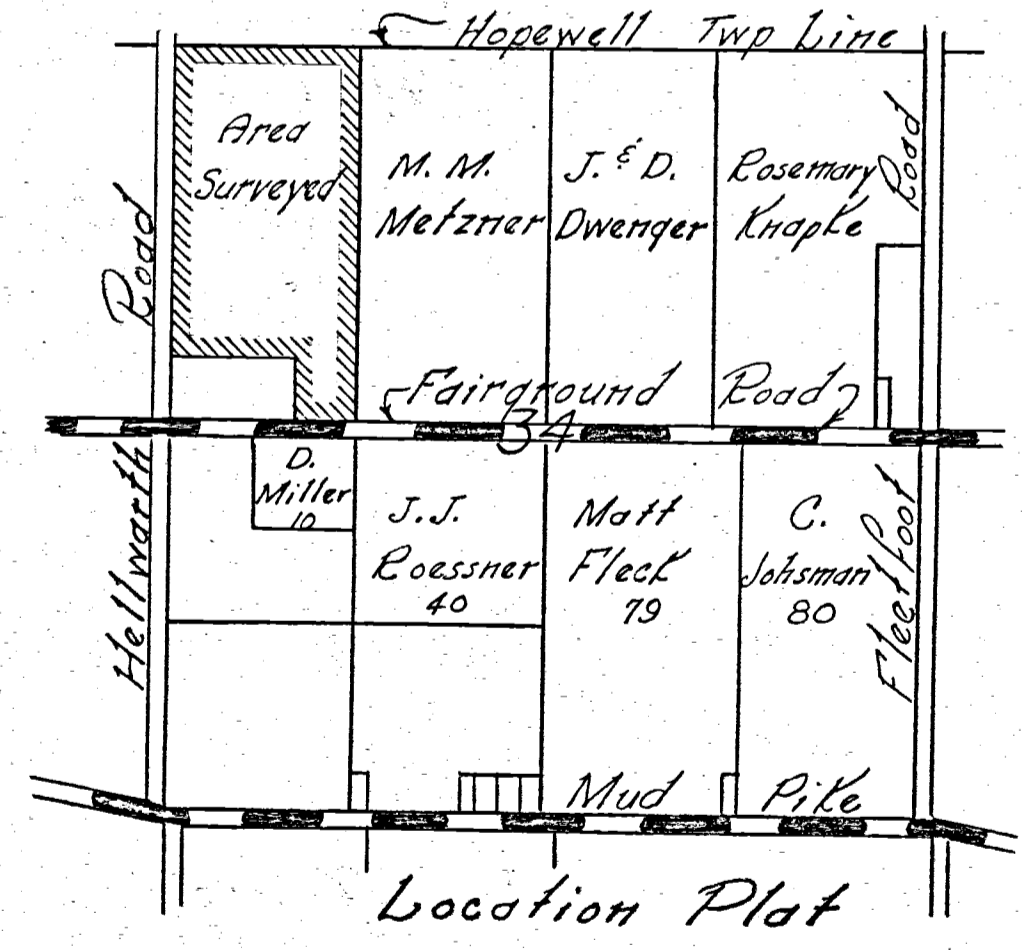 Hopewell Twp Line
Area
Surveyed
M. M.
Metzner
J. & D.
Dwenger
Rosemary
Knapke
Road
Road
Fairground Road
34
D.
Miller
10
J. J.
Roessner
40
Matt
Fleck
79
C.
Johsman
80
Hellwarth
Fleetfoot
Mud Pike
Location Plat